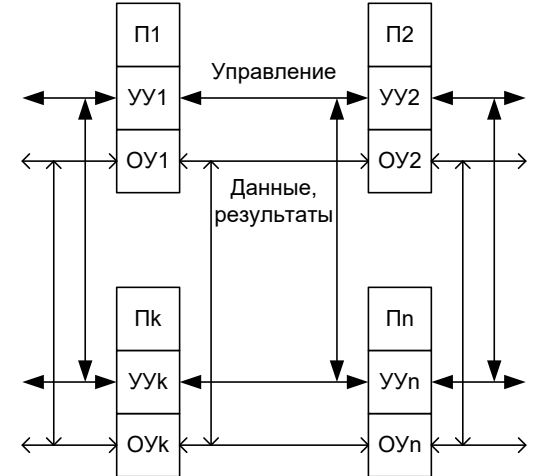 П1
П2
Управление
УУ1
УУ2
ОУ1
ОУ2
Данные,
результаты
Пk
Пn
УУk
УУn
ОУk
ОУn